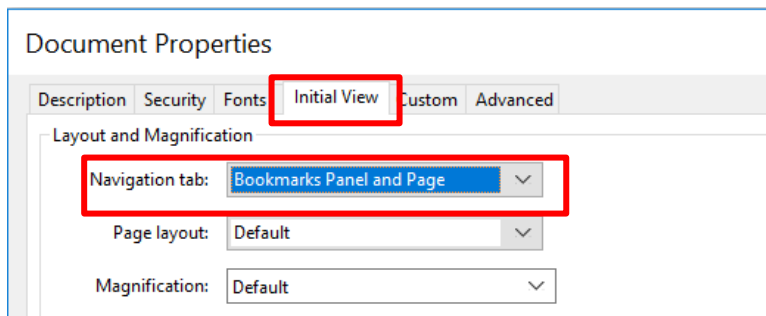 Document Properties
Description Security Fonts Initial View Custom Advanced
Layout and Magnification
Navigation tab: Bookmarks Panel and Page
Page layout: Default
Magnification: Default